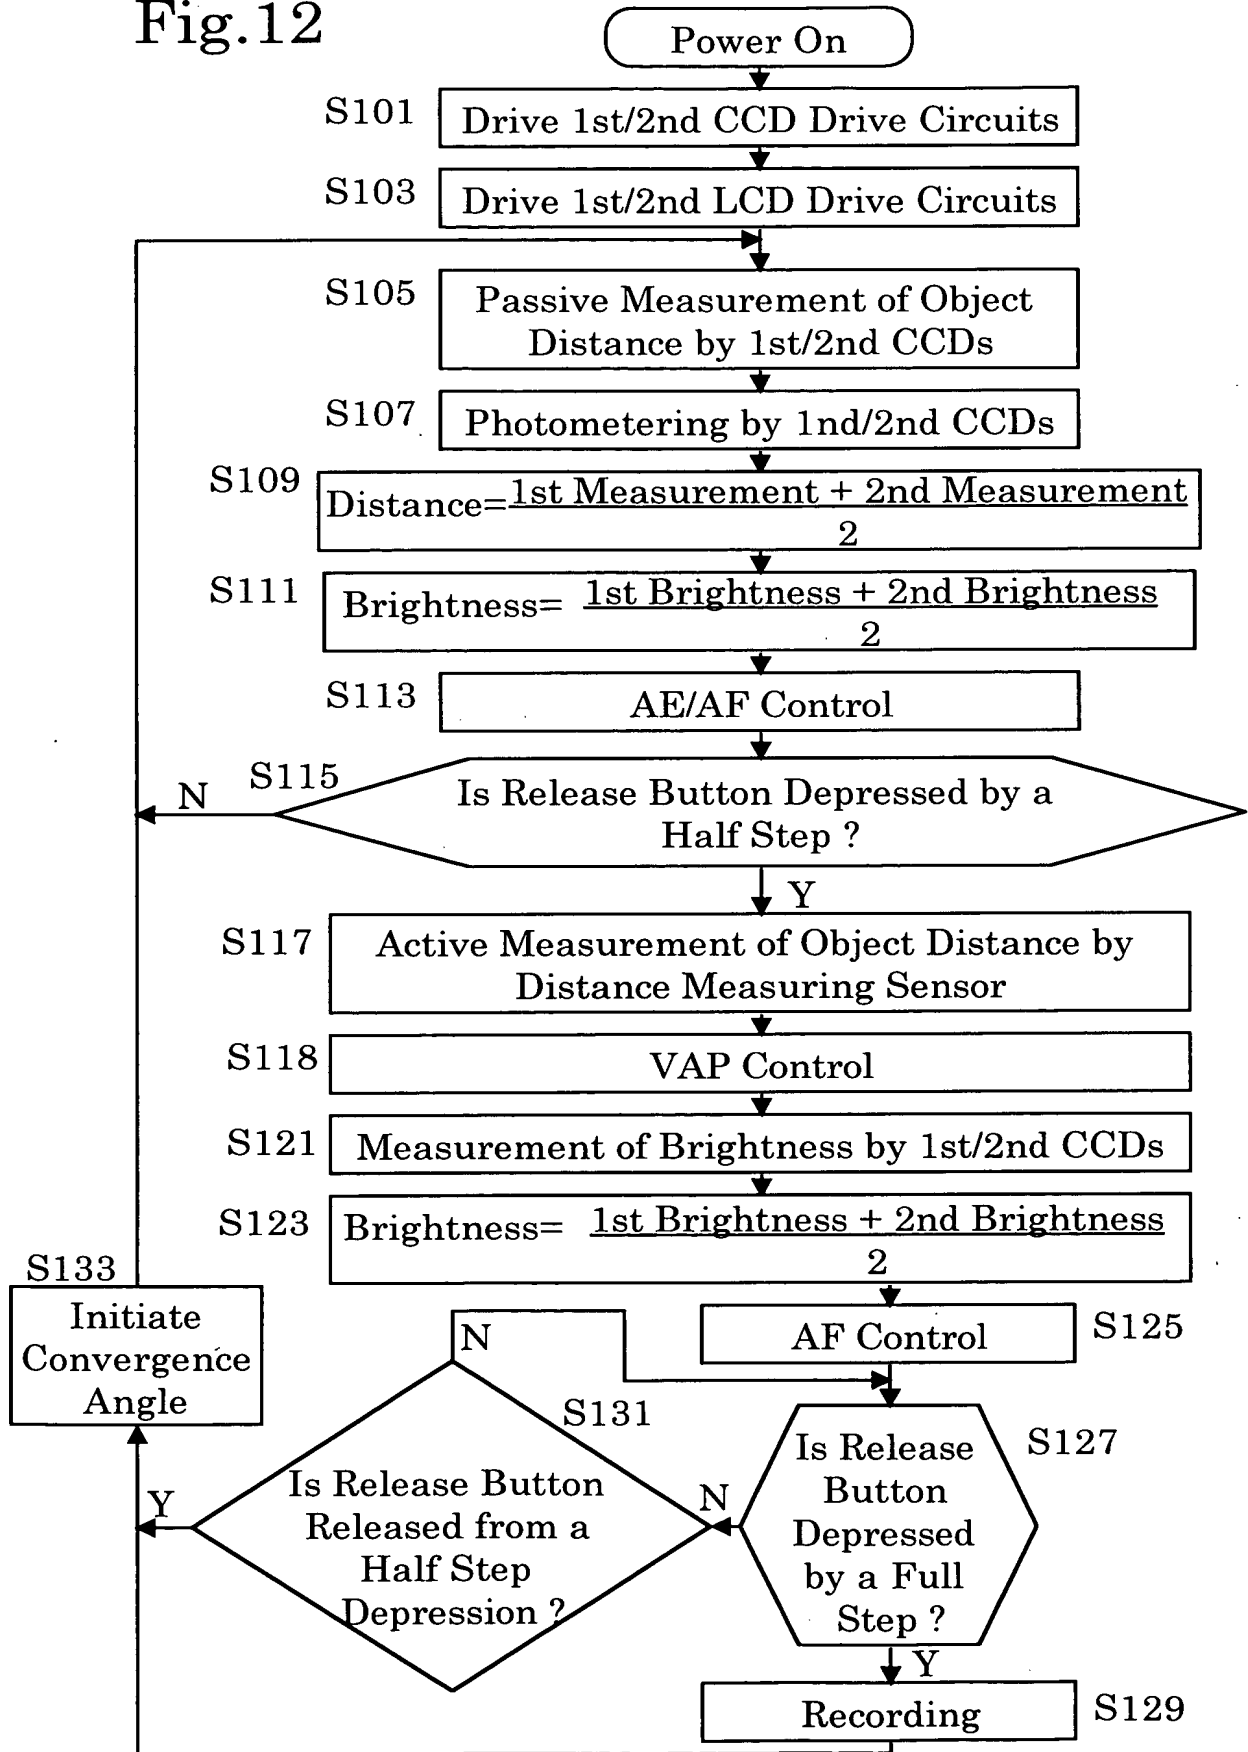 Fig.12
Power On
S101
Drive 1st/2nd CCD Drive Circuits
S103
Drive 1st/2nd LCD Drive Circuits
S105
Passive Measurement of Object
Distance by 1st/2nd CCDs
S107
Photometering by 1nd/2nd CCDs
S109
Distance= 1st Measurement + 2nd Measurement
2
S111
Brightness= 1st Brightness + 2nd Brightness
2
S113
AE/AF Control
S115
N
Is Release Button Depressed by a
Half Step ?
Y
S117
Active Measurement of Object Distance by
Distance Measuring Sensor
S118
VAP Control
S121
Measurement of Brightness by 1st/2nd CCDs
S123
Brightness= 1st Brightness + 2nd Brightness
2
S133
Initiate
Convergence
Angle
AF Control
S125
N
S131
Is Release Button
Released from a
Half Step
Depression ?
Y
N
S127
Is Release
Button
Depressed
by a Full
Step ?
Y
Recording
S129